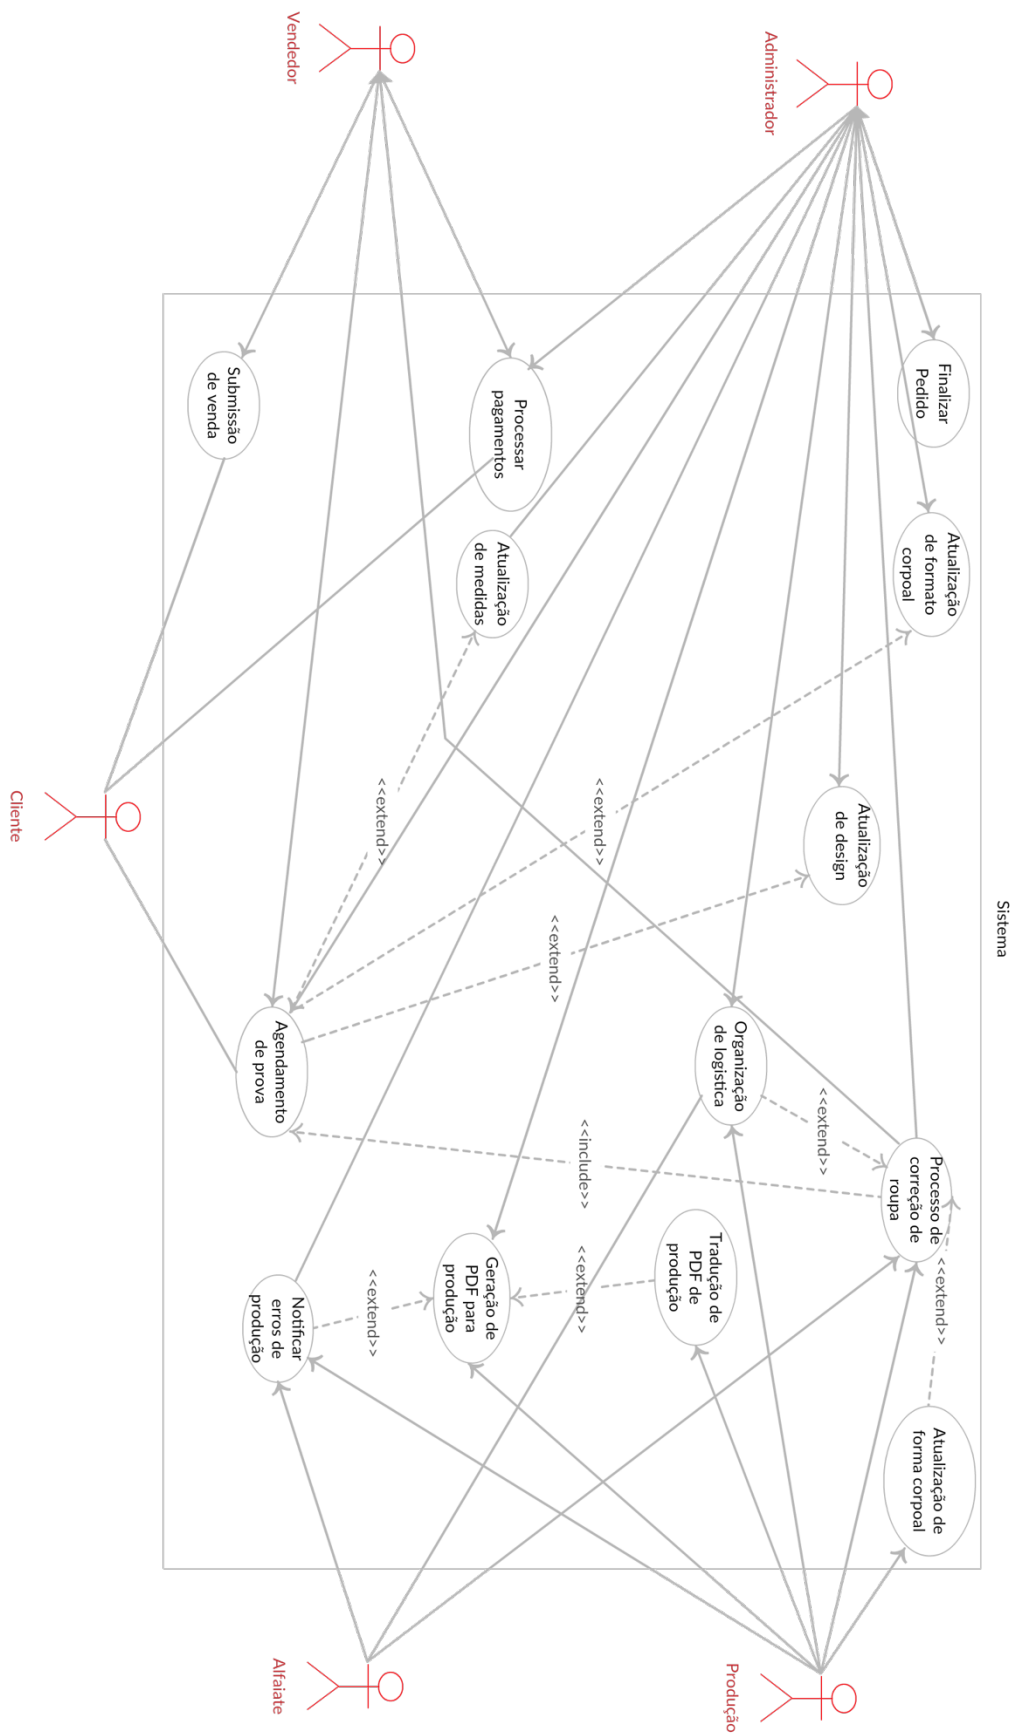 Sistema
Administrador
Vendedor
Finalizar
Pedido
Atualização
de formato
corpoal
Atualização
de design
Processo de
correção de
roupa
Atualização de
forma corpoal
Organização
de logistica
Tradução de
PDF de
produção
Processar
pagamentos
Atualização
de medidas
Geração de
PDF para
produção
Submissão
de venda
Agendamento
de prova
Notificar
erros de
produção
<<extend>>
<<extend>>
<<extend>>
<<extend>>
<<extend>>
<<include>>
<<extend>>
<<extend>>
Produção
Alfaiate
Cliente